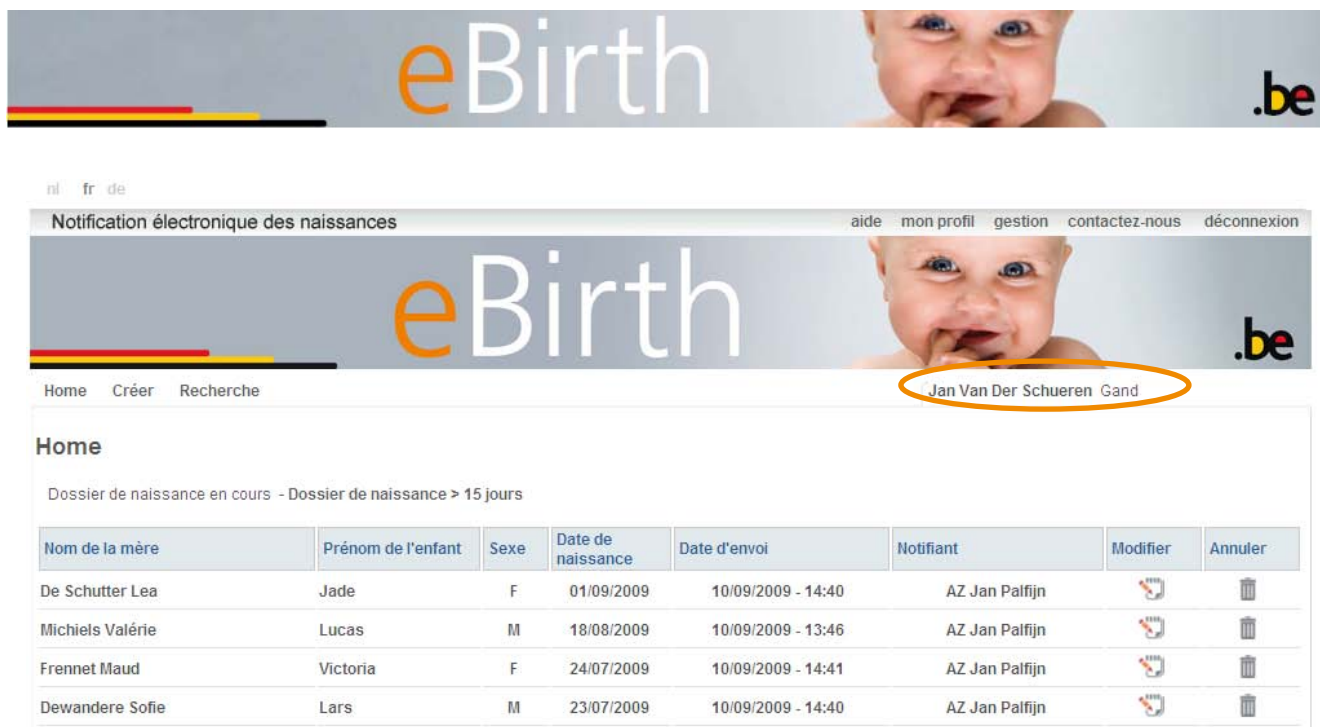 eBirth
.be
nl fr de
Notification électronique des naissances aide mon profil gestion contactez-nous déconnexion
eBirth
.be
Home Créer Recherche Jan Van Der Schueren Gand
Home
Dossier de naissance en cours - Dossier de naissance > 15 jours
Nom de la mère Prénom de l'enfant Sexe Date de naissance Date d'envoi Notifiant Modifier Annuler
De Schutter Lea Jade F 01/09/2009 10/09/2009 - 14:40 AZ Jan Palfijn
Michiels Valérie Lucas M 18/08/2009 10/09/2009 - 13:46 AZ Jan Palfijn
Frennet Maud Victoria F 24/07/2009 10/09/2009 - 14:41 AZ Jan Palfijn
Dewandere Sofie Lars M 23/07/2009 10/09/2009 - 14:40 AZ Jan Palfijn